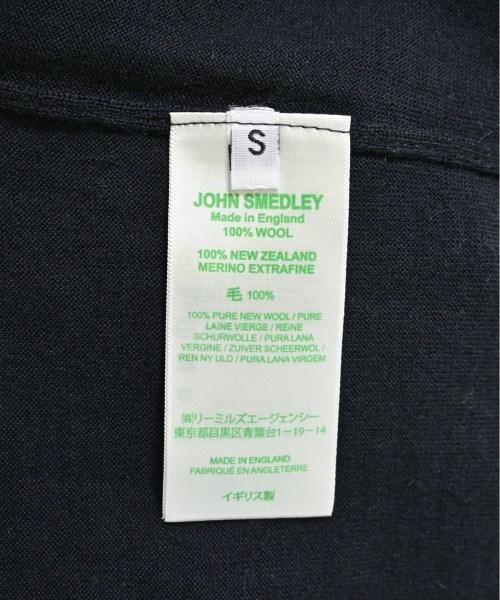 S
JOHN SMEDLEY
Made in England
100% WOOL
100% NEW ZEALAND
MERINO EXTRAFINE
毛 100%
100% PURE NEW WOOL / PURE
LAINE VIERGE / REINE
SCHURWOLLE / PURA LANA
VERGINE / ZUIVER SCHEERWOL /
REN NY ULD / PURA LANA VIRGEM
㈱リーミルズエージェンシー
東京都目黒区青葉台1-19-14
MADE IN ENGLAND
FABRIQUÉ EN ANGLETERRE
イギリス製